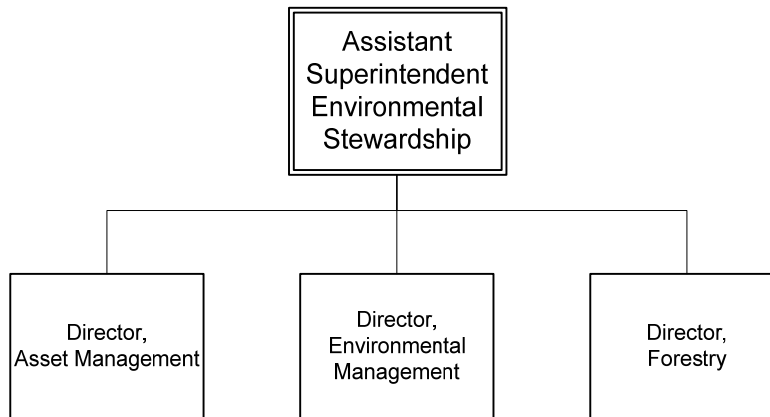 Assistant
Superintendent
Environmental
Stewardship
Director,
Asset Management
Director,
Environmental
Management
Director,
Forestry